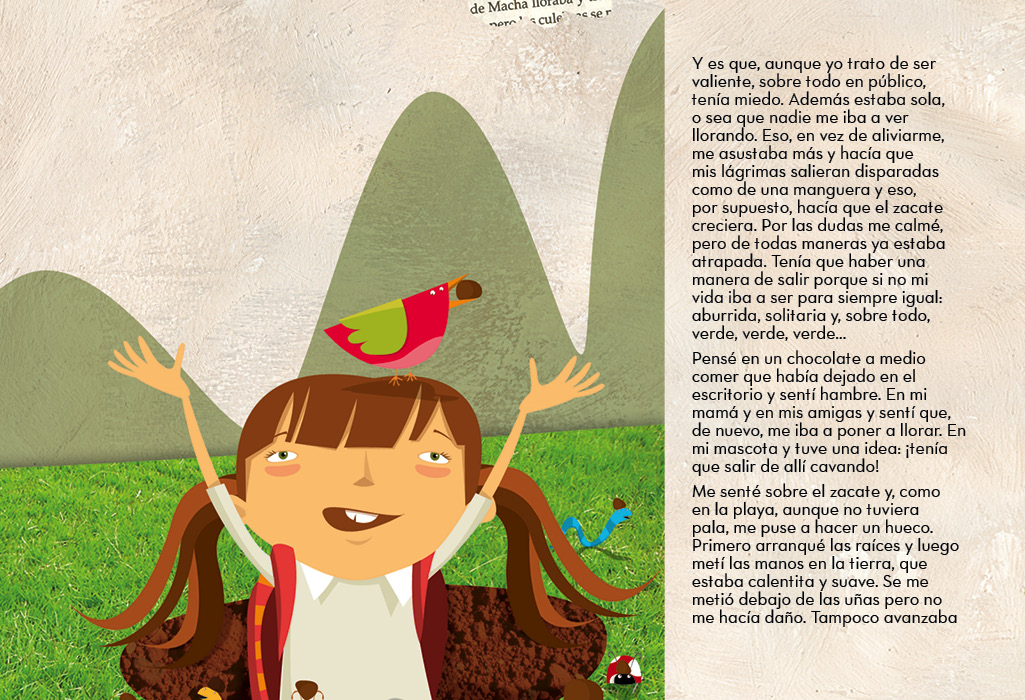 de Macha lloraba y
pero las se
Y es que, aunque yo trato de ser
valiente, sobre todo en público,
tenía miedo. Además estaba sola,
o sea que nadie me iba a ver
llorando. Eso, en vez de aliviarme,
me asustaba más y hacía que
mis lágrimas salieran disparadas
como de una manguera y eso,
por supuesto, hacía que el zacate
creciera. Por las dudas me calmé,
pero de todas maneras ya estaba
atrapada. Tenía que haber una
manera de salir porque si no mi
vida iba a ser para siempre igual:
aburrida, solitaria y, sobre todo,
verde, verde, verde...
Pensé en un chocolate a medio
comer que había dejado en el
escritorio y sentí hambre. En mi
mamá y en mis amigas y sentí que,
de nuevo, me iba a poner a llorar. En
mi mascota y tuve una idea: ¡tenía
que salir de allí cavando!
Me senté sobre el zacate y, como
en la playa, aunque no tuviera
pala, me puse a hacer un hueco.
Primero arranqué las raíces y luego
metí las manos en la tierra, que
estaba calentita y suave. Se me
metió debajo de las uñas pero no
me hacía daño. Tampoco avanzaba